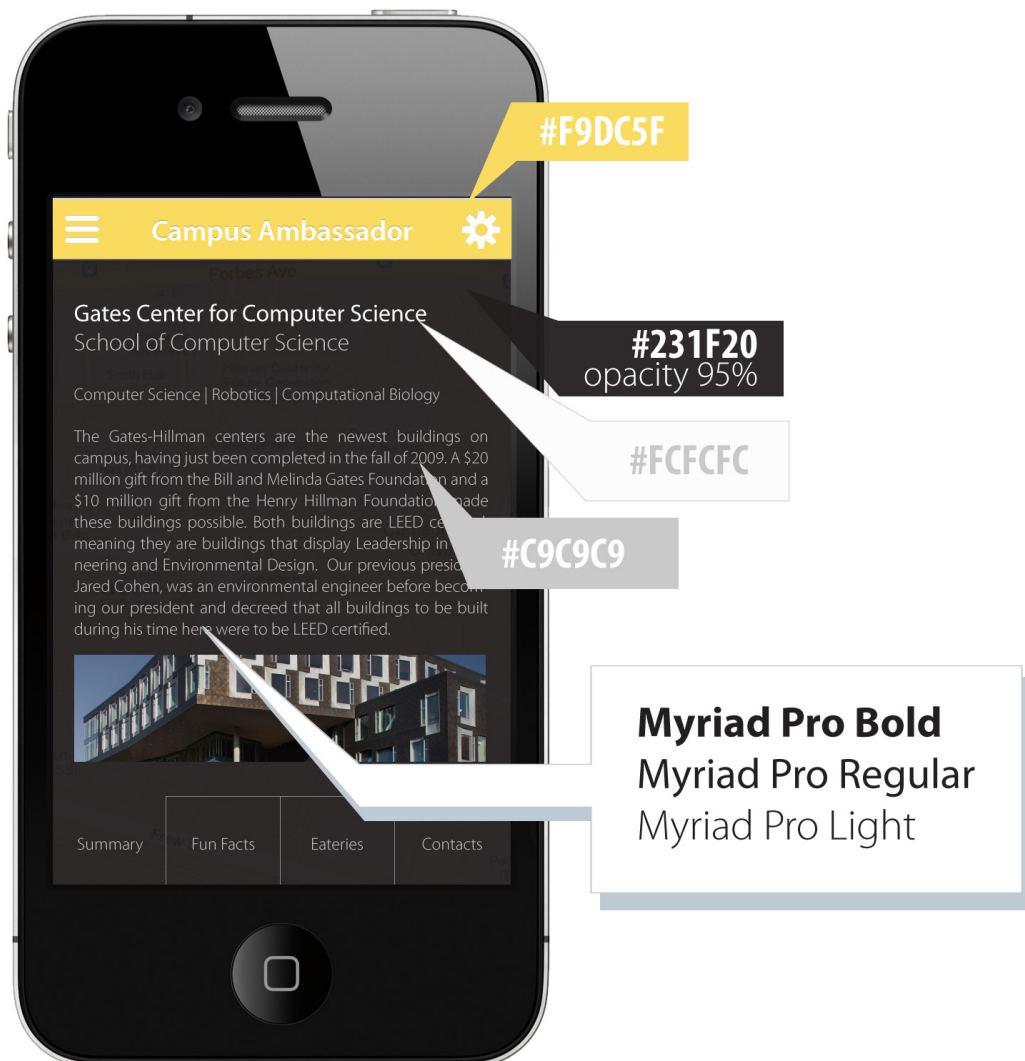 #F9DC5F
Campus Ambassador
Forbes Ave
Gates Center for Computer Science
School of Computer Science
#231F20
opacity 95%
Computer Science | Robotics | Computational Biology
#FCFCFC
The Gates-Hillman centers are the newest buildings on
campus, having just been completed in the fall of 2009. A $20
million gift from the Bill and Melinda Gates Foundation and a
$10 million gift from the Henry Hillman Foundation made
these buildings possible. Both buildings are LEED
meaning they are buildings that display Leadership in
neering and Environmental Design. Our previous
Jared Cohen, was an environmental engineer before becom-
ing our president and decreed that all buildings to be built
during his time here were to be LEED certified.
#C9C9C9
Myriad Pro Bold
Myriad Pro Regular
Myriad Pro Light
Summary
Fun Facts
Eateries
Contacts